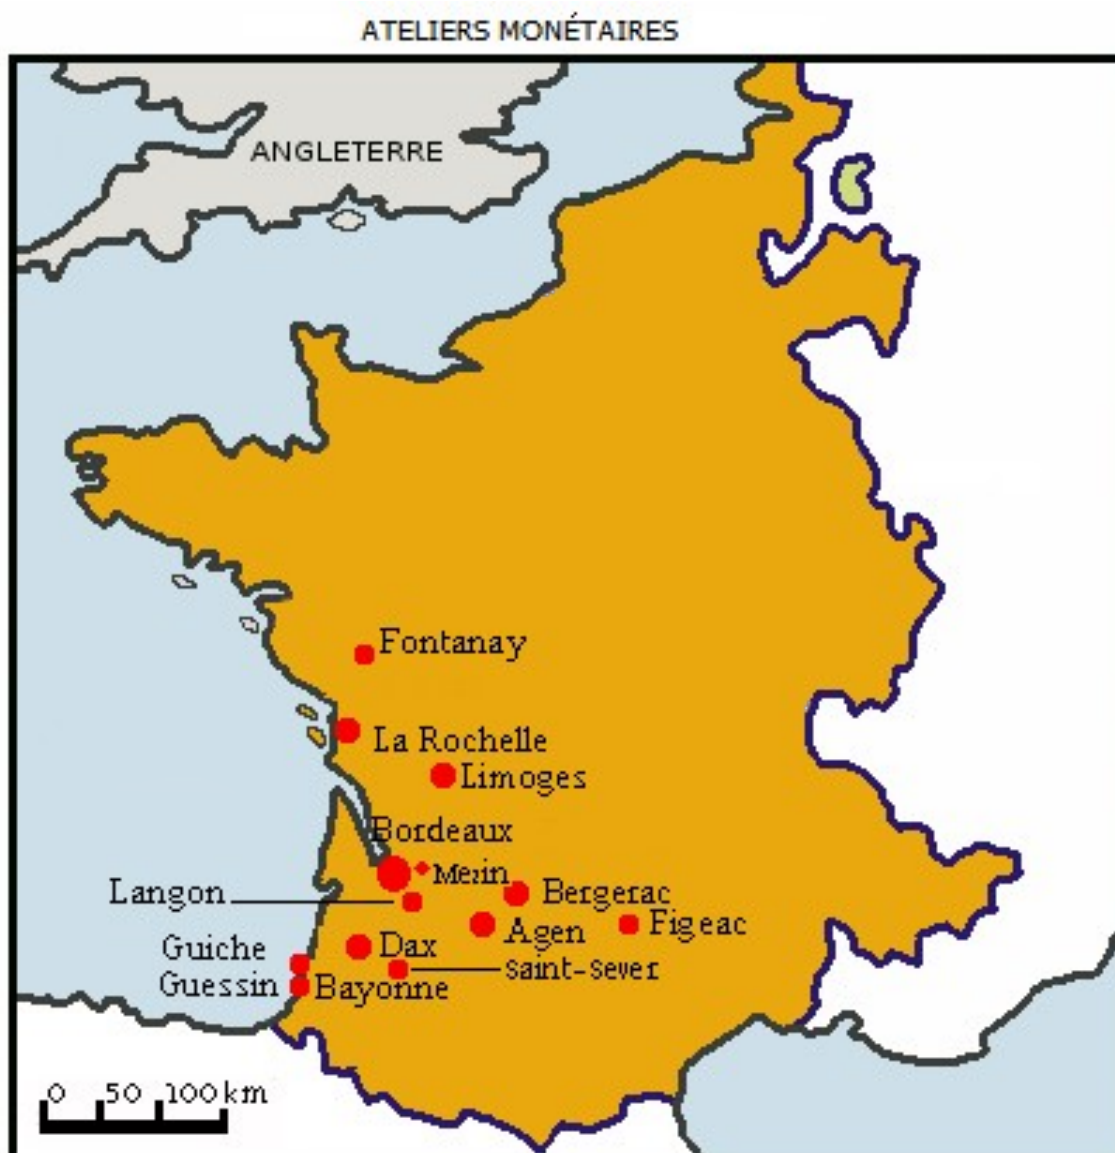 ATELIERS MONÉTAIRES
ANGLETERRE
Fontanay
La Rochelle
Limoges
Bordeaux
Merin
Langon
Bergerac
Agen
Figeac
Guiche
Dax
Saint-Sever
Guessin
Bayonne
0 50 100 km